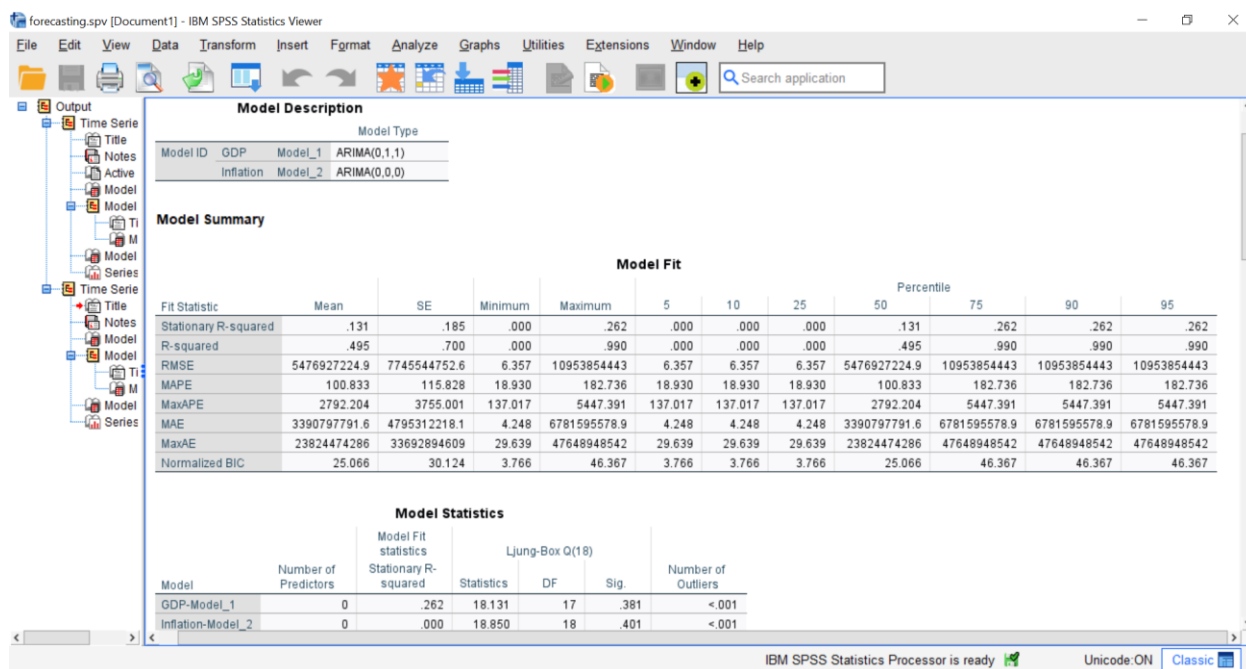 forecasting.spv [Document1] - IBM SPSS Statistics Viewer
File Edit View Data Transform Insert Format Analyze Graphs Utilities Extensions Window Help
Search application
Output
Time Serie
Title
Notes
Active
Model
Model
Ti
M
Model
Series
Time Serie
Title
Notes
Model
Model
Ti
M
Model
Series
Model Description
Model Type
Model ID GDP Model_1 ARIMA(0,1,1)
Inflation Model_2 ARIMA(0,0,0)
Model Summary
Model Fit
Percentile
Fit Statistic Mean SE Minimum Maximum 5 10 25 50 75 90 95
Stationary R-squared .131 .185 .000 .262 .000 .000 .000 .131 .262 .262 .262
R-squared .495 .700 .000 .990 .000 .000 .000 .495 .990 .990 .990
RMSE 5476927224.9 7745544752.6 6.357 10953854443 6.357 6.357 6.357 5476927224.9 10953854443 10953854443 10953854443
MAPE 100.833 115.828 18.930 182.736 18.930 18.930 18.930 100.833 182.736 182.736 182.736
MaxAPE 2792.204 3755.001 137.017 5447.391 137.017 137.017 137.017 2792.204 5447.391 5447.391 5447.391
MAE 3390797791.6 4795312218.1 4.248 6781595578.9 4.248 4.248 4.248 3390797791.6 6781595578.9 6781595578.9 6781595578.9
MaxAE 23824474286 33692894609 29.639 47648948542 29.639 29.639 29.639 23824474286 47648948542 47648948542 47648948542
Normalized BIC 25.066 30.124 3.766 46.367 3.766 3.766 3.766 25.066 46.367 46.367 46.367
Model Statistics
Model Fit
statistics
Ljung-Box Q(18)
Number of Stationary R- Number of
Model Predictors squared Statistics DF Sig. Outliers
GDP-Model_1 0 .262 18.131 17 .381 <.001
Inflation-Model_2 0 .000 18.850 18 .401 <.001
IBM SPSS Statistics Processor is ready Unicode:ON Classic